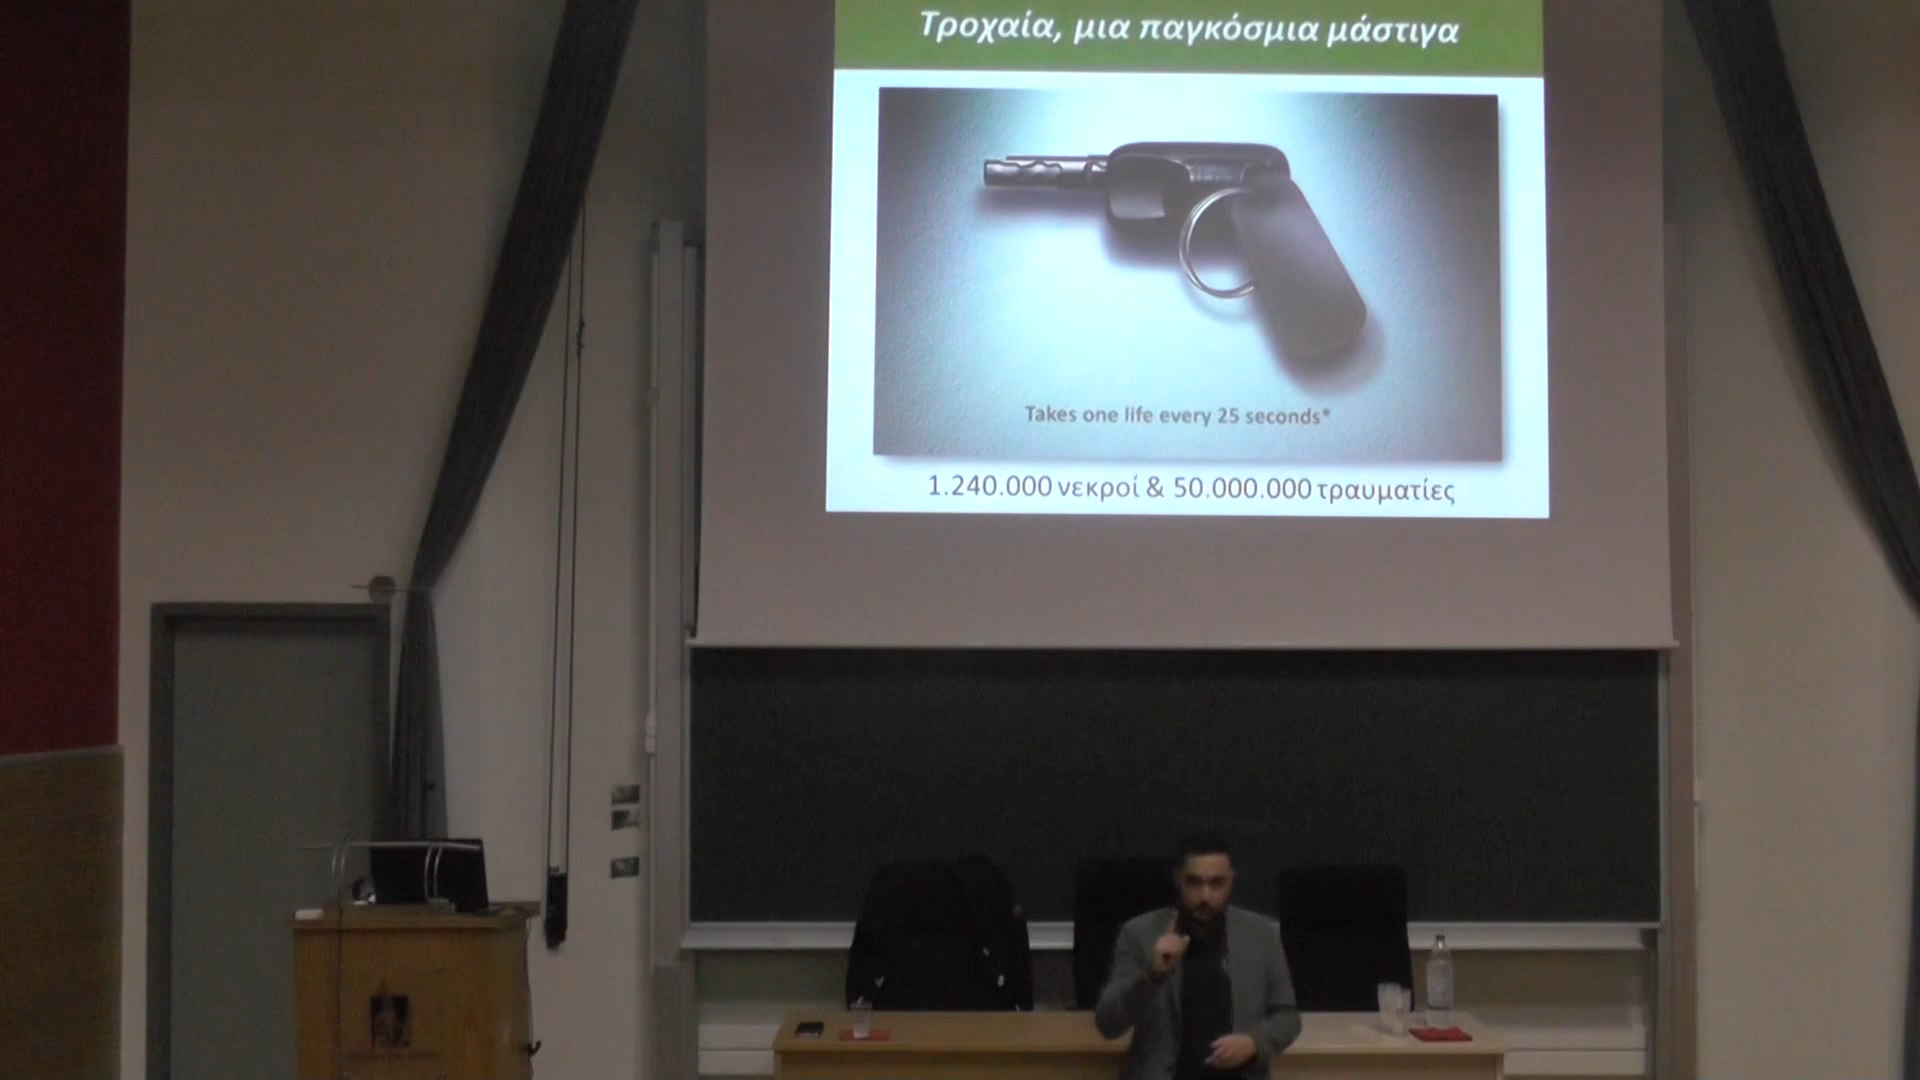 Τροχαία, μια παγκόσμια μάστιγα
Takes one life every 25 seconds*
1.240.000 νεκροί & 50.000.000 τραυματίες